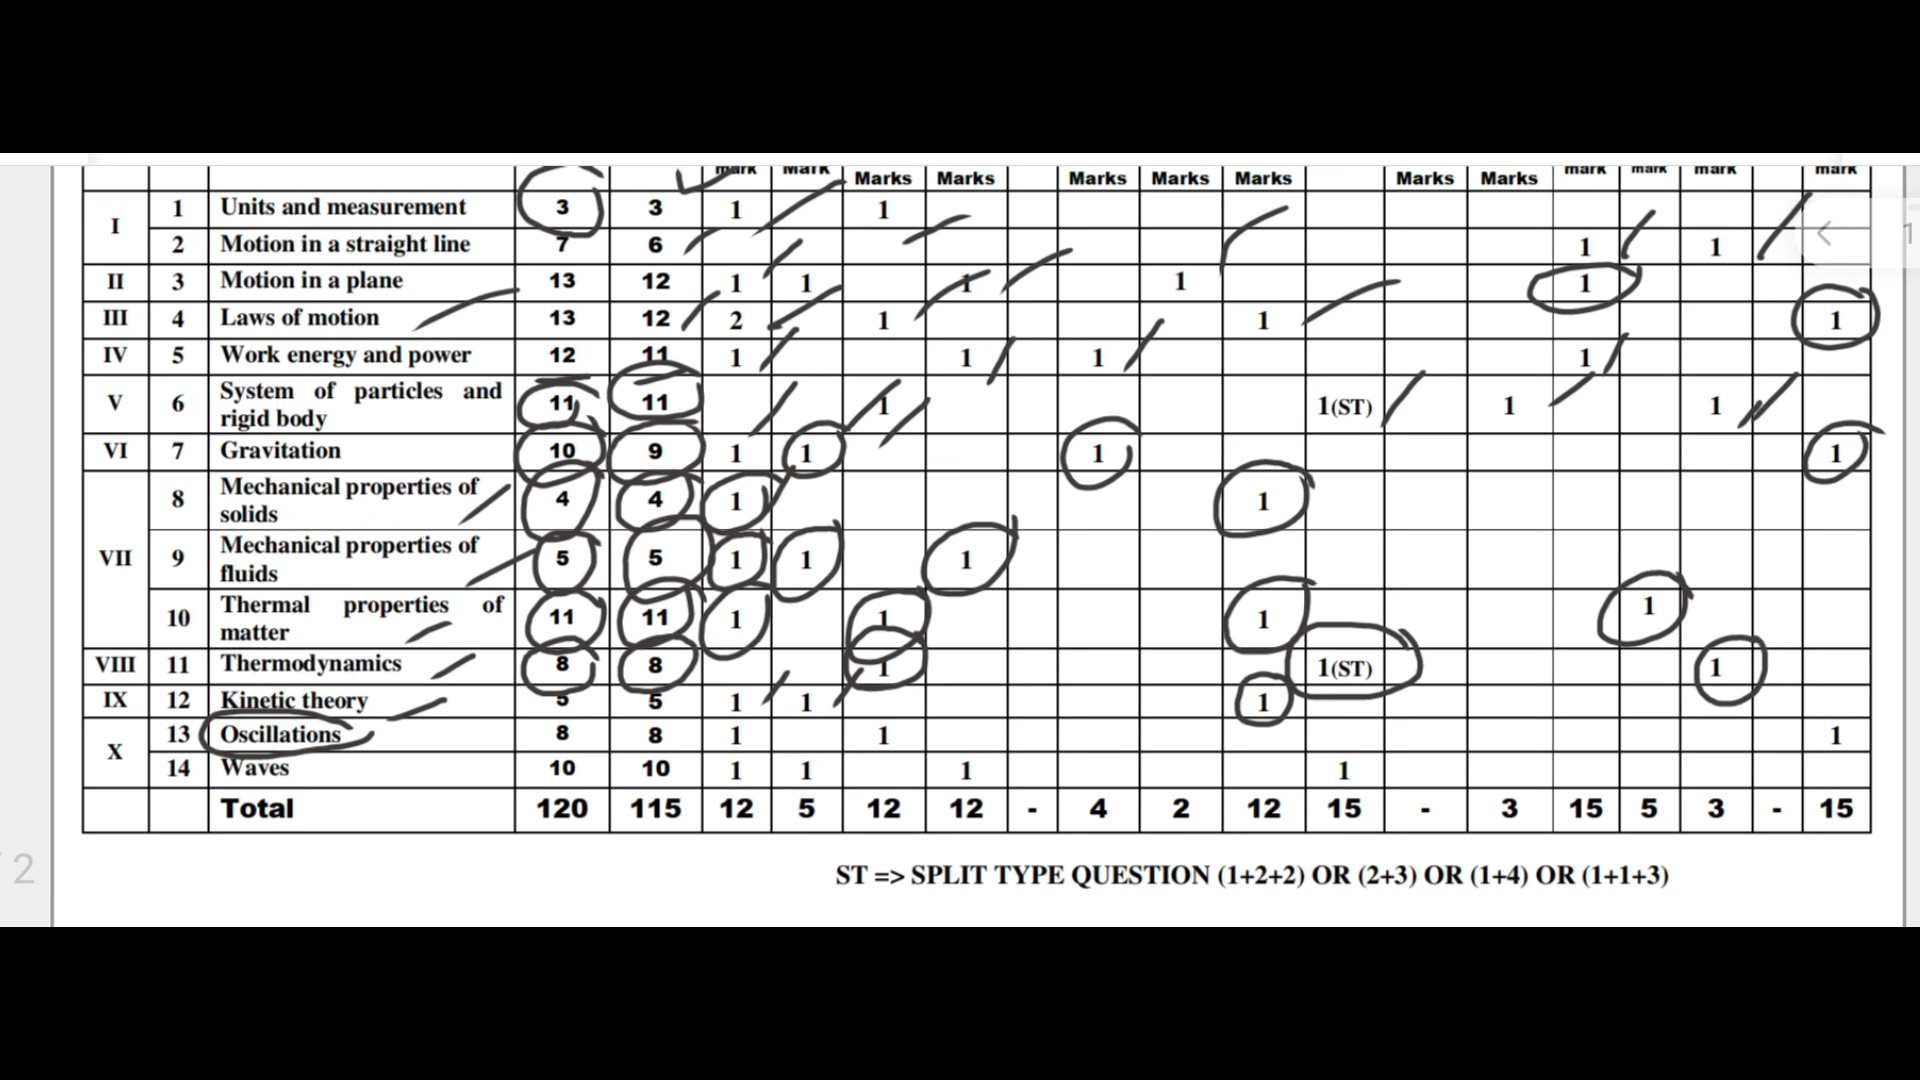 mark mark Marks Marks Marks Marks Marks Marks Marks mark mark mark mark
I 1 Units and measurement 3 3 1 1
2 Motion in a straight line 7 6 1 1
II 3 Motion in a plane 13 12 1 1 1 1 1
III 4 Laws of motion 13 12 2 1 1 1
IV 5 Work energy and power 12 11 1 1 1 1
V 6 System of particles and
rigid body 11 11 1 1(ST) 1 1
VI 7 Gravitation 10 9 1 1 1 1
VII 8 Mechanical properties of
solids 4 4 1 1
9 Mechanical properties of
fluids 5 5 1 1 1
10 Thermal properties of
matter 11 11 1 1 1 1
VIII 11 Thermodynamics 8 8 1 1(ST) 1
IX 12 Kinetic theory 5 5 1 1 1
X 13 Oscillations 8 8 1 1 1
14 Waves 10 10 1 1 1 1
Total 120 115 12 5 12 12 - 4 2 12 15 - 3 15 5 3 - 15
ST => SPLIT TYPE QUESTION (1+2+2) OR (2+3) OR (1+4) OR (1+1+3)
2
1